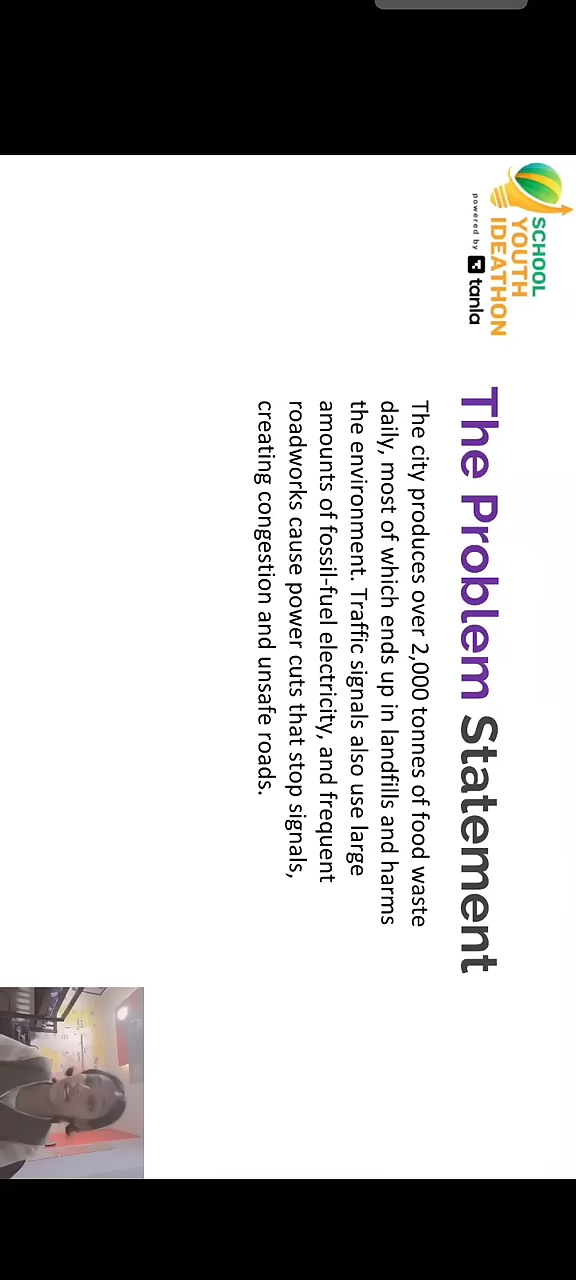 SCHOOL
YOUTH
IDEATHON
powered by tanla
The Problem Statement
The city produces over 2,000 tonnes of food waste
daily, most of which ends up in landfills and harms
the environment. Traffic signals also use large
amounts of fossil-fuel electricity, and frequent
roadworks cause power cuts that stop signals,
creating congestion and unsafe roads.